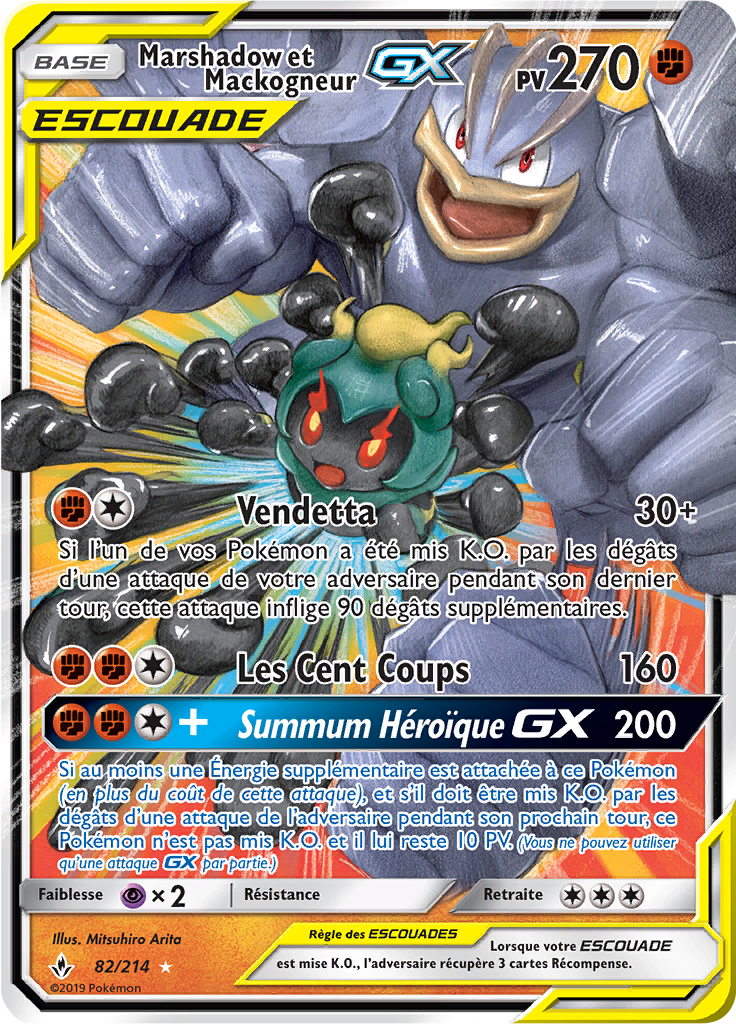 BASE
Marshadow et
Mackogneur GX
PV 270
ESCOUADE
Vendetta 30+
Si l'un de vos Pokémon a été mis K.O. par les dégâts
d'une attaque de votre adversaire pendant son dernier
tour, cette attaque inflige 90 dégâts supplémentaires.
Les Cent Coups 160
+ Summum Héroïque GX 200
Si au moins une Énergie supplémentaire est attachée à ce Pokémon
(en plus du coût de cette attaque), et s'il doit être mis K.O. par les
dégâts d'une attaque de l'adversaire pendant son prochain tour, ce
Pokémon n'est pas mis K.O. et il lui reste 10 PV. (Vous ne pouvez utiliser
qu'une attaque GX par partie.)
Faiblesse ×2 Résistance Retraite
Illus. Mitsuhiro Arita
82/214
©2019 Pokémon
Règle des ESCOUADES
Lorsque votre ESCOUADE
est mise K.O., l'adversaire récupère 3 cartes Récompense.